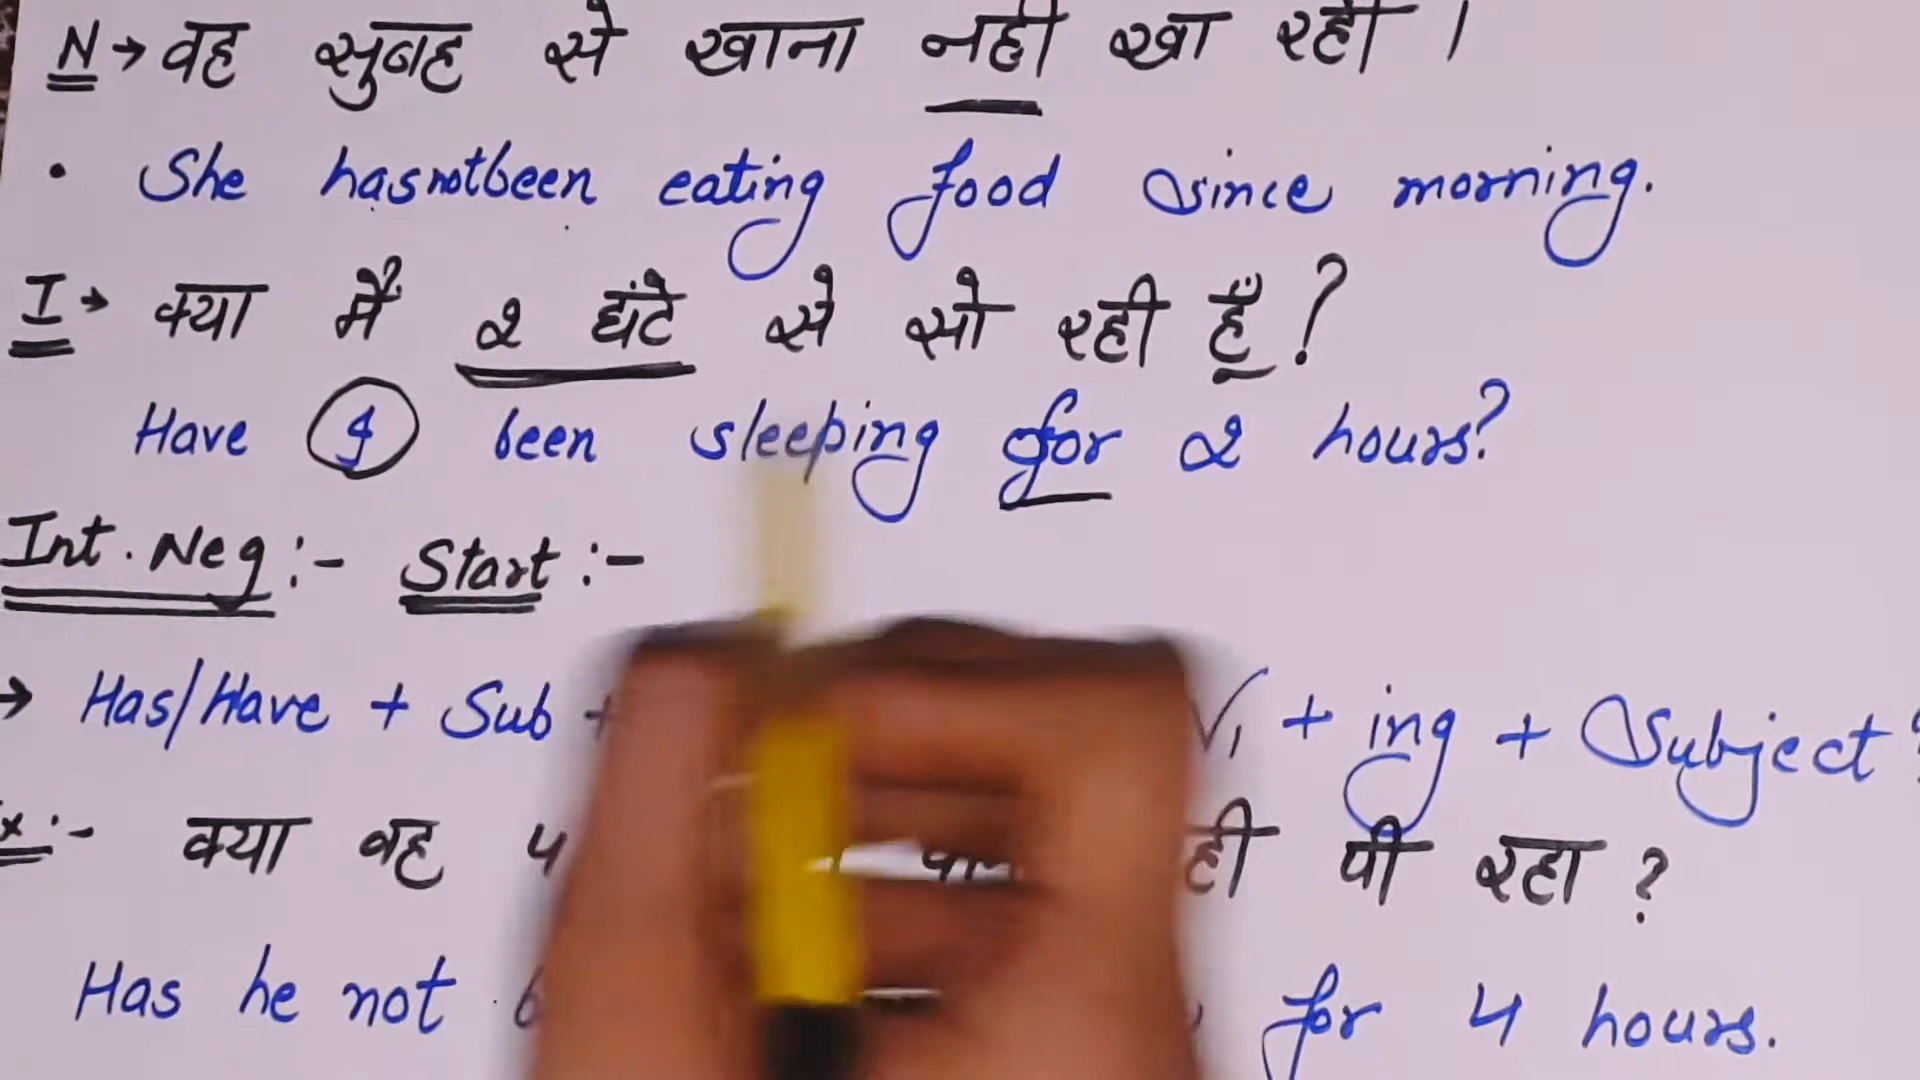 N → वह सुबह से खाना नही खा रही ।
• She hasnotbeen eating food since morning.
I → क्या मैं 2 घंटे से सो रही हूँ ?
Have I been sleeping for 2 hours?
Int. Neg :- Start :-
→ Has/Have + Sub + V1 + ing + Subject ?
:- क्या वह 4 पी रहा ?
Has he not for 4 hours.